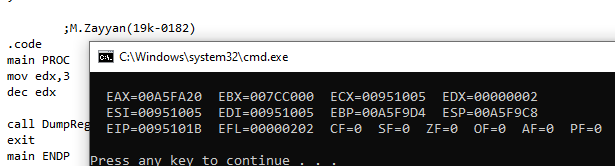 ;M.Zayyan(19k-0182)
.code
main PROC
mov edx,3
dec edx
call DumpReg
exit
main ENDP
C:\Windows\system32\cmd.exe
EAX=00A5FA20 EBX=007CC000 ECX=00951005 EDX=00000002
ESI=00951005 EDI=00951005 EBP=00A5F9D4 ESP=00A5F9C8
EIP=0095101B EFL=00000202 CF=0 SF=0 ZF=0 OF=0 AF=0 PF=0
Press any key to continue . . .